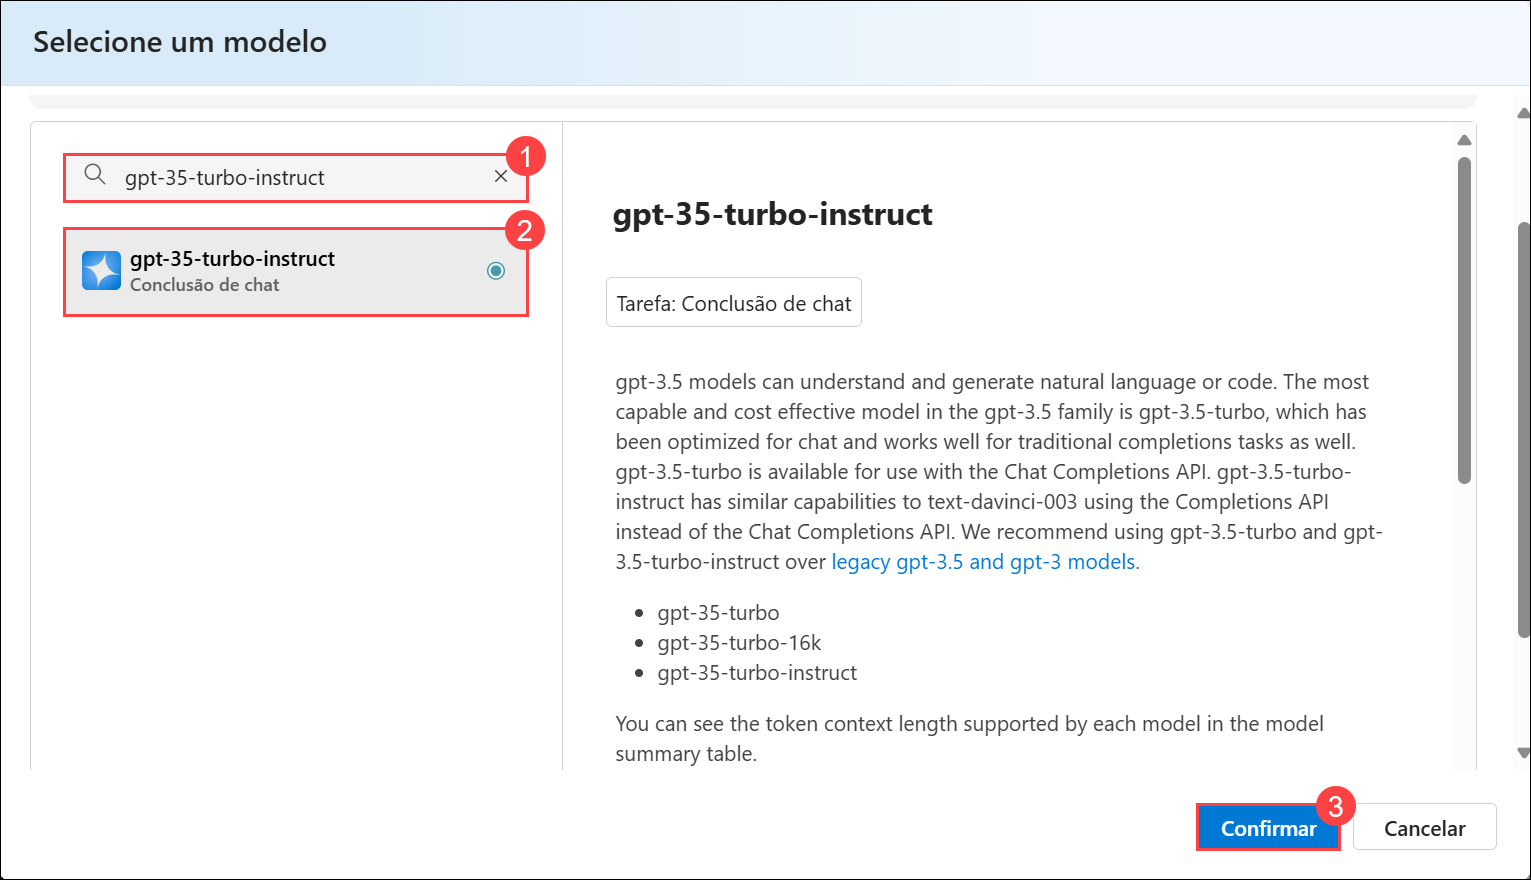 Selecione um modelo
gpt-35-turbo-instruct
1
gpt-35-turbo-instruct
Conclusão de chat
2
gpt-35-turbo-instruct
Tarefa: Conclusão de chat
gpt-3.5 models can understand and generate natural language or code. The most
capable and cost effective model in the gpt-3.5 family is gpt-3.5-turbo, which has
been optimized for chat and works well for traditional completions tasks as well.
gpt-3.5-turbo is available for use with the Chat Completions API. gpt-3.5-turbo-
instruct has similar capabilities to text-davinci-003 using the Completions API
instead of the Chat Completions API. We recommend using gpt-3.5-turbo and gpt-
3.5-turbo-instruct over legacy gpt-3.5 and gpt-3 models.
• gpt-35-turbo
• gpt-35-turbo-16k
• gpt-35-turbo-instruct
You can see the token context length supported by each model in the model
summary table.
3
Confirmar
Cancelar